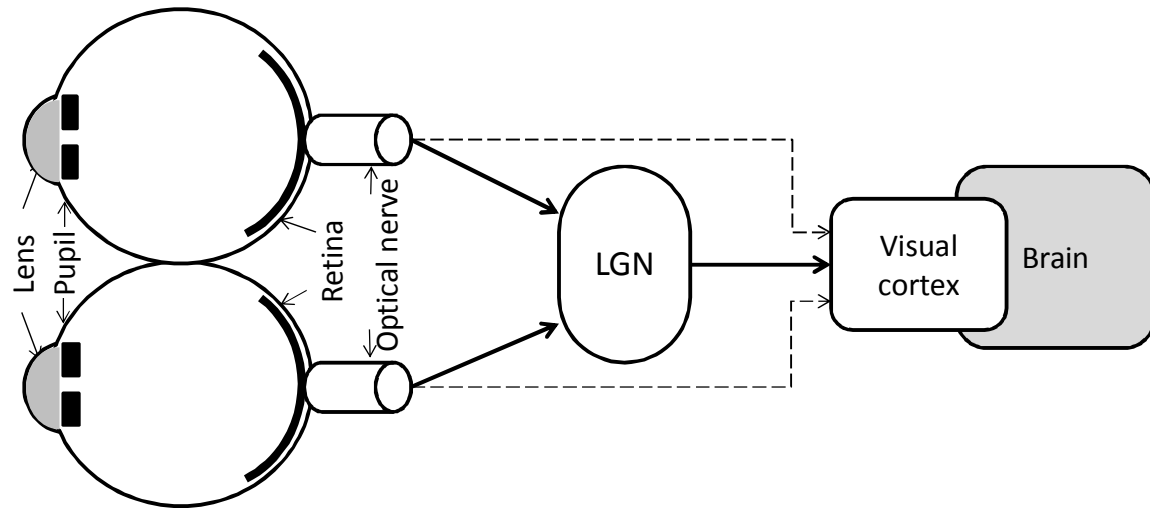 Lens
Pupil
Retina
Optical nerve
LGN
Visual
cortex
Brain